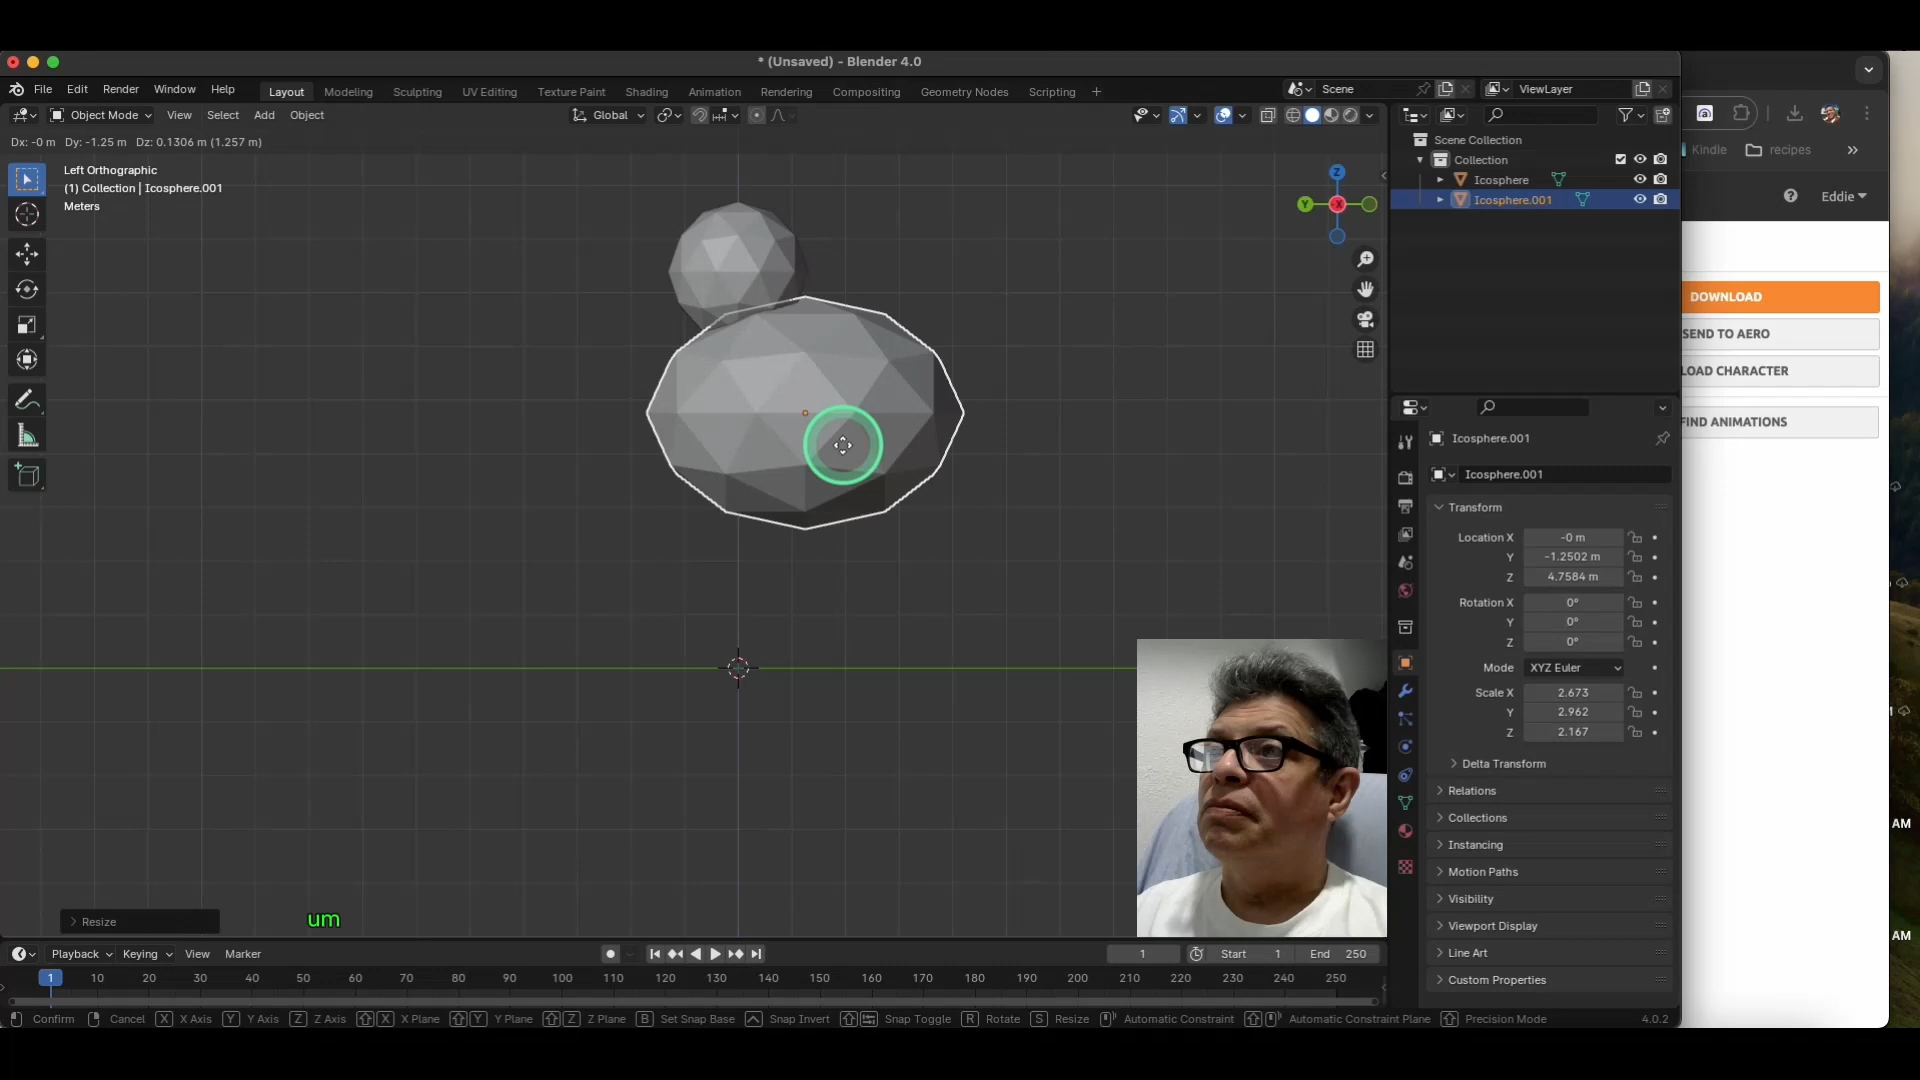 * (Unsaved) - Blender 4.0
File Edit Render Window Help
Layout Modeling Sculpting UV Editing Texture Paint Shading Animation Rendering Compositing Geometry Nodes Scripting +
Scene
ViewLayer
Object Mode View Select Add Object
Global
Dx: -0 m Dy: -1.25 m Dz: 0.1306 m (1.257 m)
Left Orthographic
(1) Collection | Icosphere.001
Meters
Z
Y
-X
Scene Collection
Collection
Icosphere
Icosphere.001
Icosphere.001
Icosphere.001
Transform
Location X -0 m
Y -1.2502 m
Z 4.7584 m
Rotation X 0°
Y 0°
Z 0°
Mode XYZ Euler
Scale X 2.673
Y 2.962
Z 2.167
Delta Transform
Relations
Collections
Instancing
Motion Paths
Visibility
Viewport Display
Line Art
Custom Properties
Resize
um
Playback Keying View Marker
1
Start 1
End 250
1 10 20 30 40 50 60 70 80 90 100 110 120 130 140 150 160 170 180 190 200 210 220 230 240 250
Confirm Cancel X X Axis Y Y Axis Z Z Axis X X Plane Y Y Plane Z Z Plane B Set Snap Base Snap Invert Snap Toggle R Rotate S Resize Automatic Constraint Automatic Constraint Plane Precision Mode
4.0.2
Kindle recipes
Eddie
DOWNLOAD
SEND TO AERO
LOAD CHARACTER
FIND ANIMATIONS
AM
AM